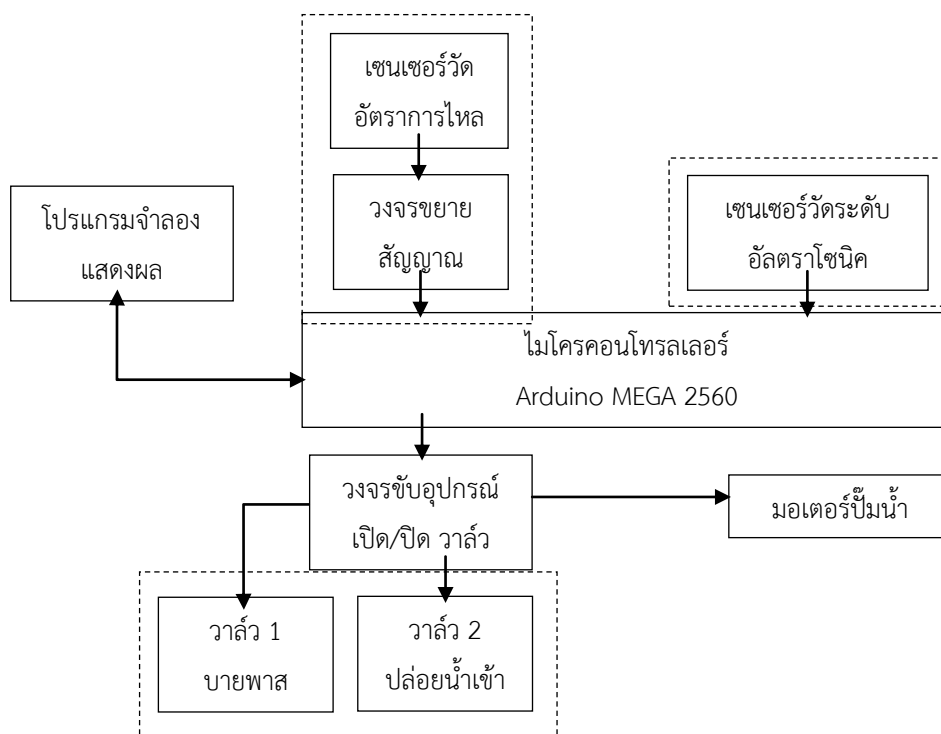 เซนเซอร์วัด
อัตราการไหล
วงจรขยาย
สัญญาณ
เซนเซอร์วัดระดับ
อัลตราโซนิค
โปรแกรมจำลอง
แสดงผล
ไมโครคอนโทรลเลอร์
Arduino MEGA 2560
วงจรขับอุปกรณ์
เปิด/ปิด วาล์ว
มอเตอร์ปั๊มน้ำ
วาล์ว 1
บายพาส
วาล์ว 2
ปล่อยน้ำเข้า